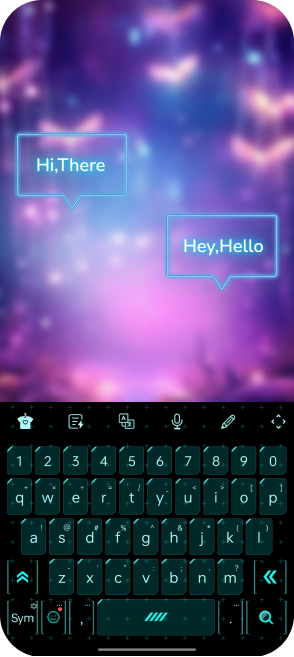 Hi,There
Hey,Hello
1 2 3 4 5 6 7 8 9 0
q w e r t y u i o p
a s d f g h j k l
z x c v b n m
Sym , .